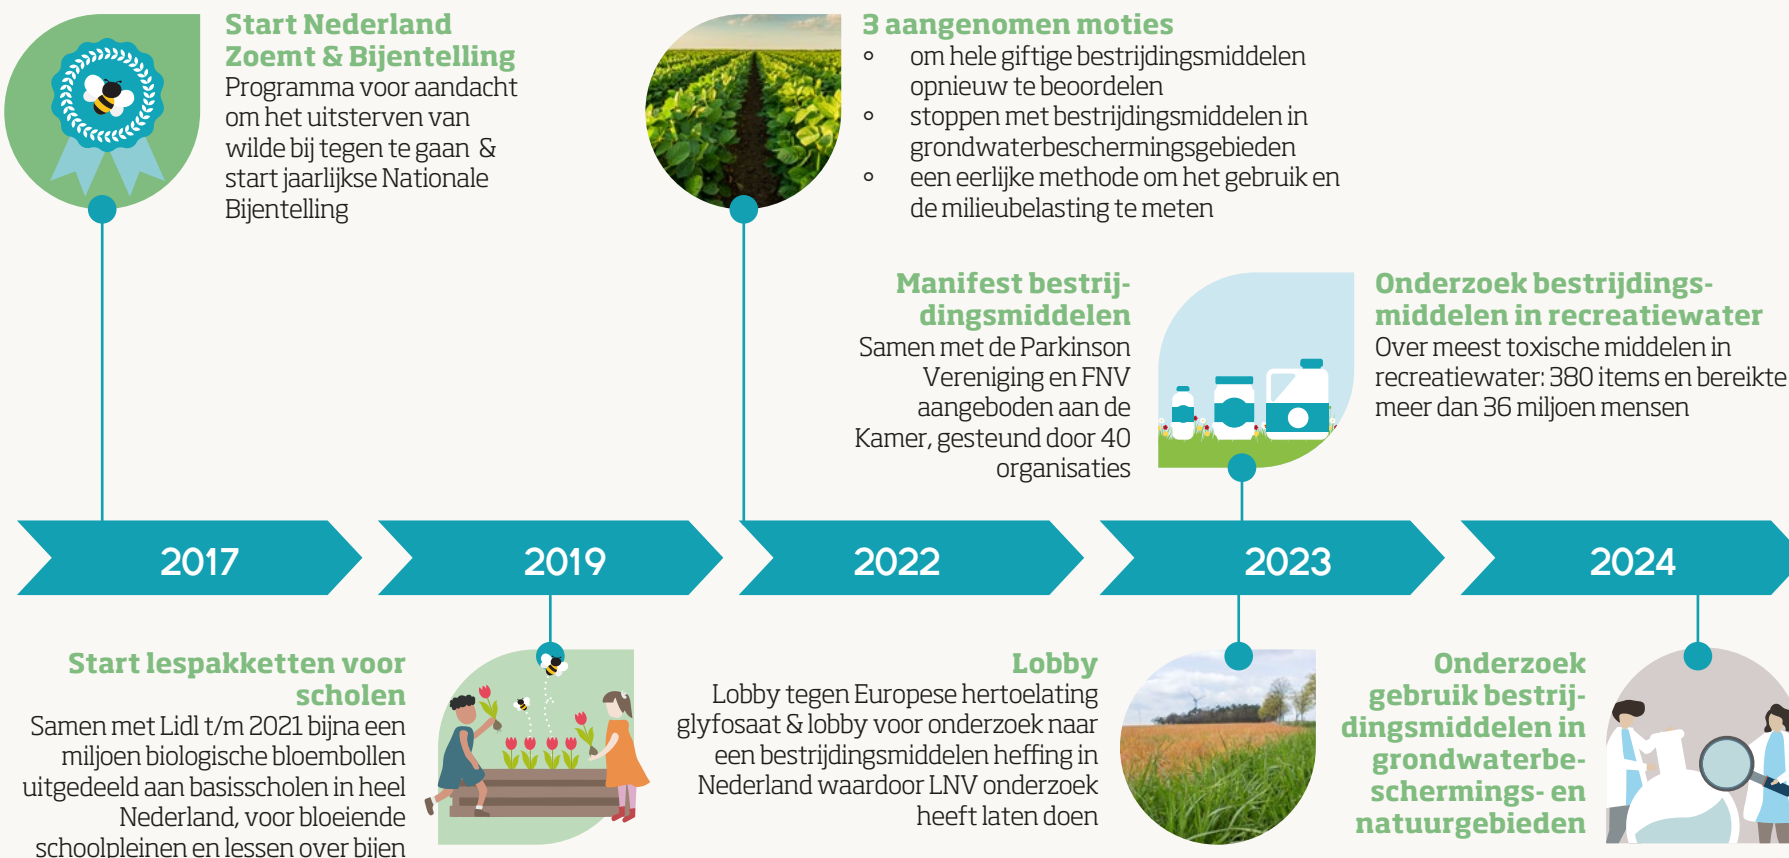 Start Nederland
Zoemt & Bijentelling
Programma voor aandacht
om het uitsterven van
wilde bij tegen te gaan &
start jaarlijkse Nationale
Bijentelling
3 aangenomen moties
° om hele giftige bestrijdingsmiddelen
opnieuw te beoordelen
° stoppen met bestrijdingsmiddelen in
grondwaterbeschermingsgebieden
° een eerlijke methode om het gebruik en
de milieubelasting te meten
Manifest bestrij-
dingsmiddelen
Samen met de Parkinson
Vereniging en FNV
aangeboden aan de
Kamer, gesteund door 40
organisaties
Onderzoek bestrijdings-
middelen in recreatiewater
Over meest toxische middelen in
recreatiewater: 380 items en bereikte
meer dan 36 miljoen mensen
2017
2019
2022
2023
2024
Start lespakketten voor
scholen
Samen met Lidl t/m 2021 bijna een
miljoen biologische bloembollen
uitgedeeld aan basisscholen in heel
Nederland, voor bloeiende
schoolpleinen en lessen over bijen
Lobby
Lobby tegen Europese hertoelating
glyfosaat & lobby voor onderzoek naar
een bestrijdingsmiddelen heffing in
Nederland waardoor LNV onderzoek
heeft laten doen
Onderzoek
gebruik bestrij-
dingsmiddelen in
grondwaterbe-
schermings- en
natuurgebieden